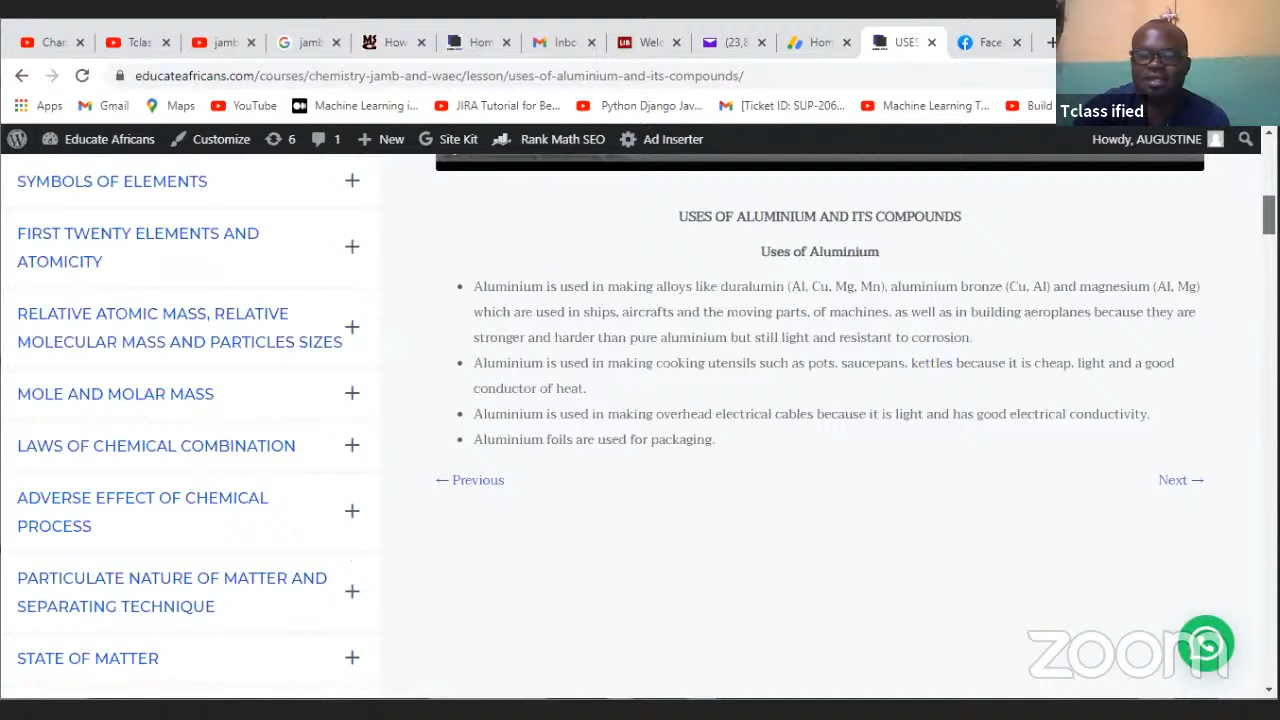 Char
Tclas
jamb
jamb
How
Hom
Inbo
Welc
(23,8
Hom
USES
Face
educateafricans.com/courses/chemistry-jamb-and-waec/lesson/uses-of-aluminium-and-its-compounds/
Apps
Gmail
Maps
YouTube
Machine Learning i...
JIRA Tutorial for Be...
Python Django Jav...
[Ticket ID: SUP-206...
Machine Learning T...
Build
Tclass ified
Educate Africans
Customize
6
1
New
Site Kit
Rank Math SEO
Ad Inserter
Howdy, AUGUSTINE
SYMBOLS OF ELEMENTS
FIRST TWENTY ELEMENTS AND
ATOMICITY
RELATIVE ATOMIC MASS, RELATIVE
MOLECULAR MASS AND PARTICLES SIZES
MOLE AND MOLAR MASS
LAWS OF CHEMICAL COMBINATION
ADVERSE EFFECT OF CHEMICAL
PROCESS
PARTICULATE NATURE OF MATTER AND
SEPARATING TECHNIQUE
STATE OF MATTER
USES OF ALUMINIUM AND ITS COMPOUNDS
Uses of Aluminium
Aluminium is used in making alloys like duralumin (Al, Cu, Mg, Mn), aluminium bronze (Cu, Al) and magnesium (Al, Mg)
which are used in ships, aircrafts and the moving parts, of machines, as well as in building aeroplanes because they are
stronger and harder than pure aluminium but still light and resistant to corrosion.
Aluminium is used in making cooking utensils such as pots, saucepans, kettles because it is cheap, light and a good
conductor of heat.
Aluminium is used in making overhead electrical cables because it is light and has good electrical conductivity.
Aluminium foils are used for packaging.
← Previous
Next →
zoom